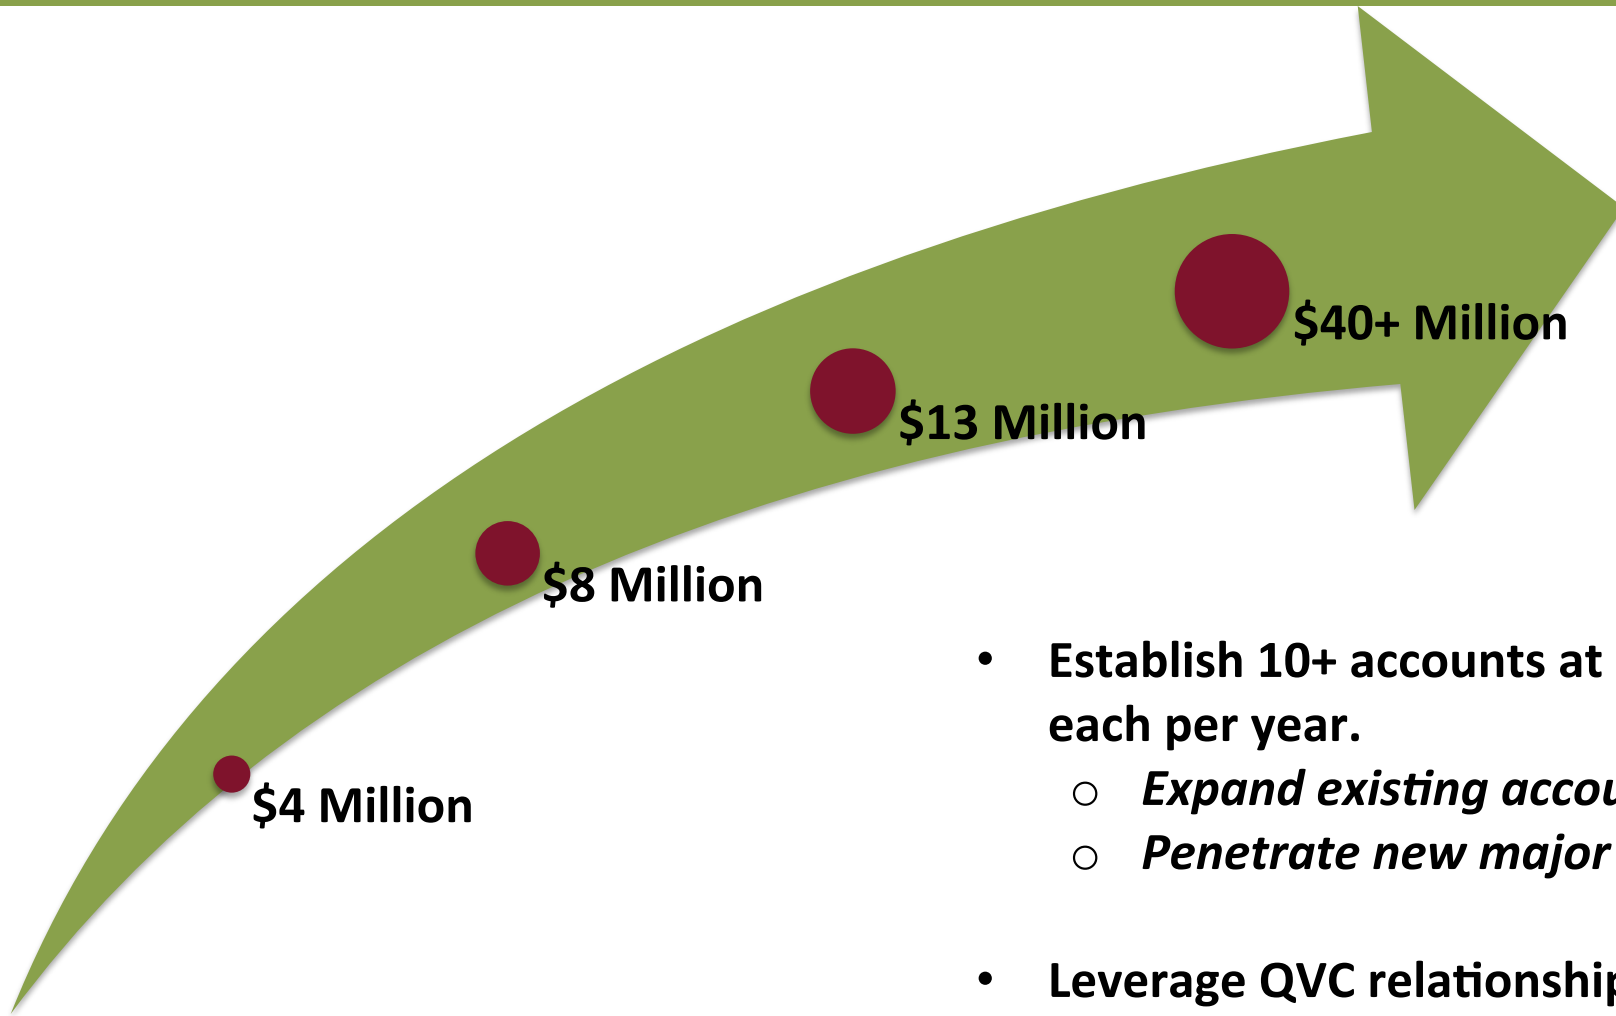 $40+ Million
$13 Million
$8 Million
$4 Million
• Establish 10+ accounts at
each per year.
o Expand existing
o Penetrate new major
• Leverage QVC